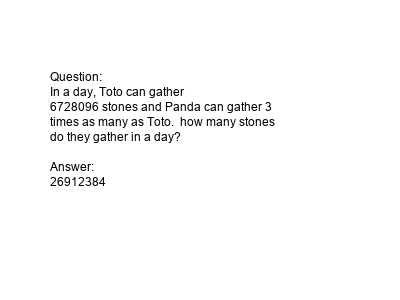 Question:
In a day, Toto can gather
6728096 stones and Panda can gather 3
times as many as Toto.  how many stones
do they gather in a day?

Answer:
26912384